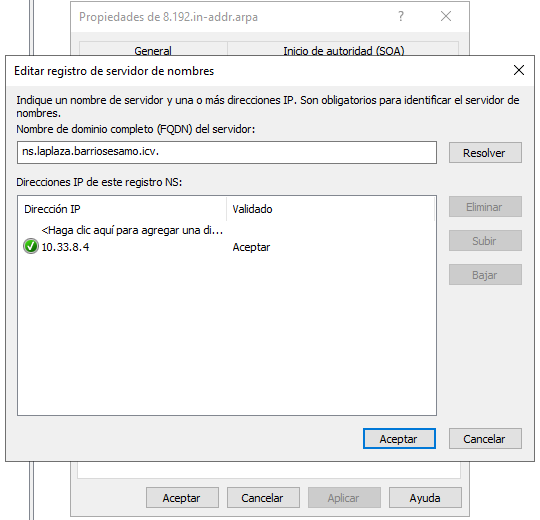 Propiedades de 8.192.in-addr.arpa
?
General Inicio de autoridad (SOA)
Editar registro de servidor de nombres
Indique un nombre de servidor y una o más direcciones IP. Son obligatorios para identificar el servidor de
nombres.
Nombre de dominio completo (FQDN) del servidor:
ns.laplaza.barriosesamo.icv.
Resolver
Direcciones IP de este registro NS:
Dirección IP Validado
Eliminar
<Haga clic aquí para agregar una di...
10.33.8.4 Aceptar
Subir
Bajar
Aceptar Cancelar
Aceptar Cancelar Aplicar Ayuda